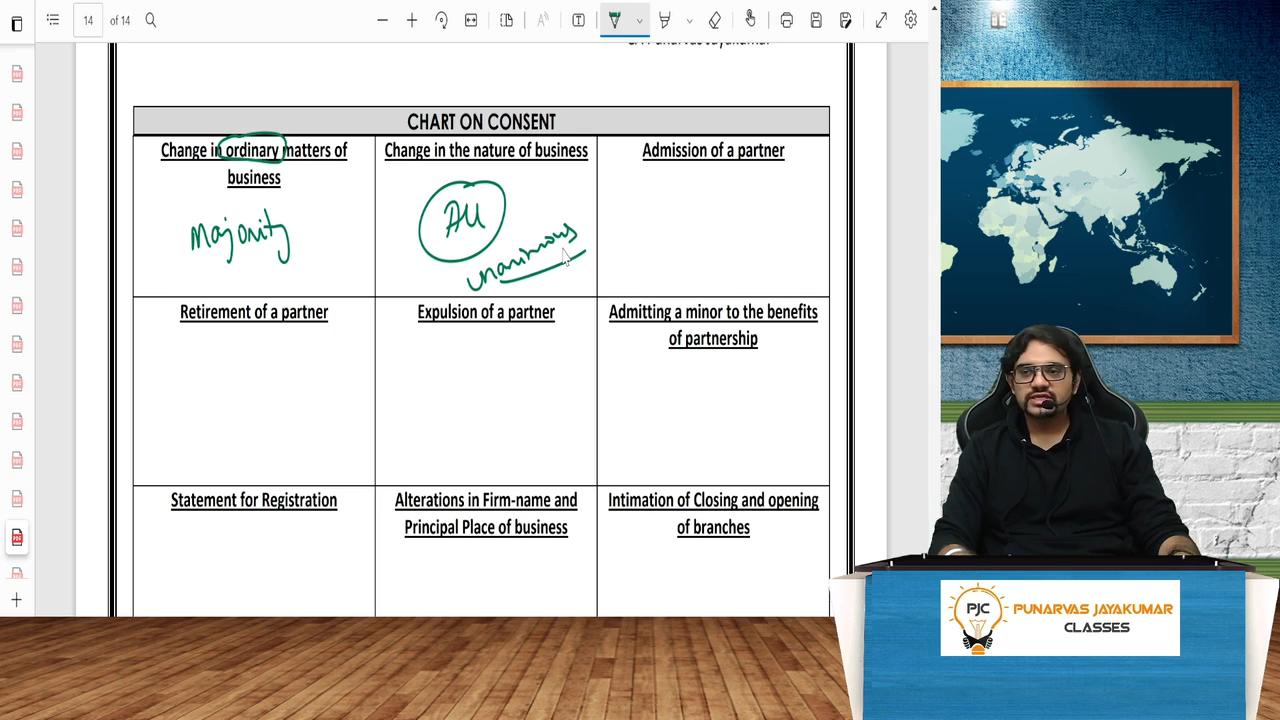 14
of 14
CHART ON CONSENT
Change in ordinary matters of
business
Majority
Change in the nature of business
All
unanimous
Admission of a partner
Retirement of a partner
Expulsion of a partner
Admitting a minor to the benefits
of partnership
Statement for Registration
Alterations in Firm-name and
Principal Place of business
Intimation of Closing and opening
of branches
PJC
PUNARVAS JAYAKUMAR
CLASSES